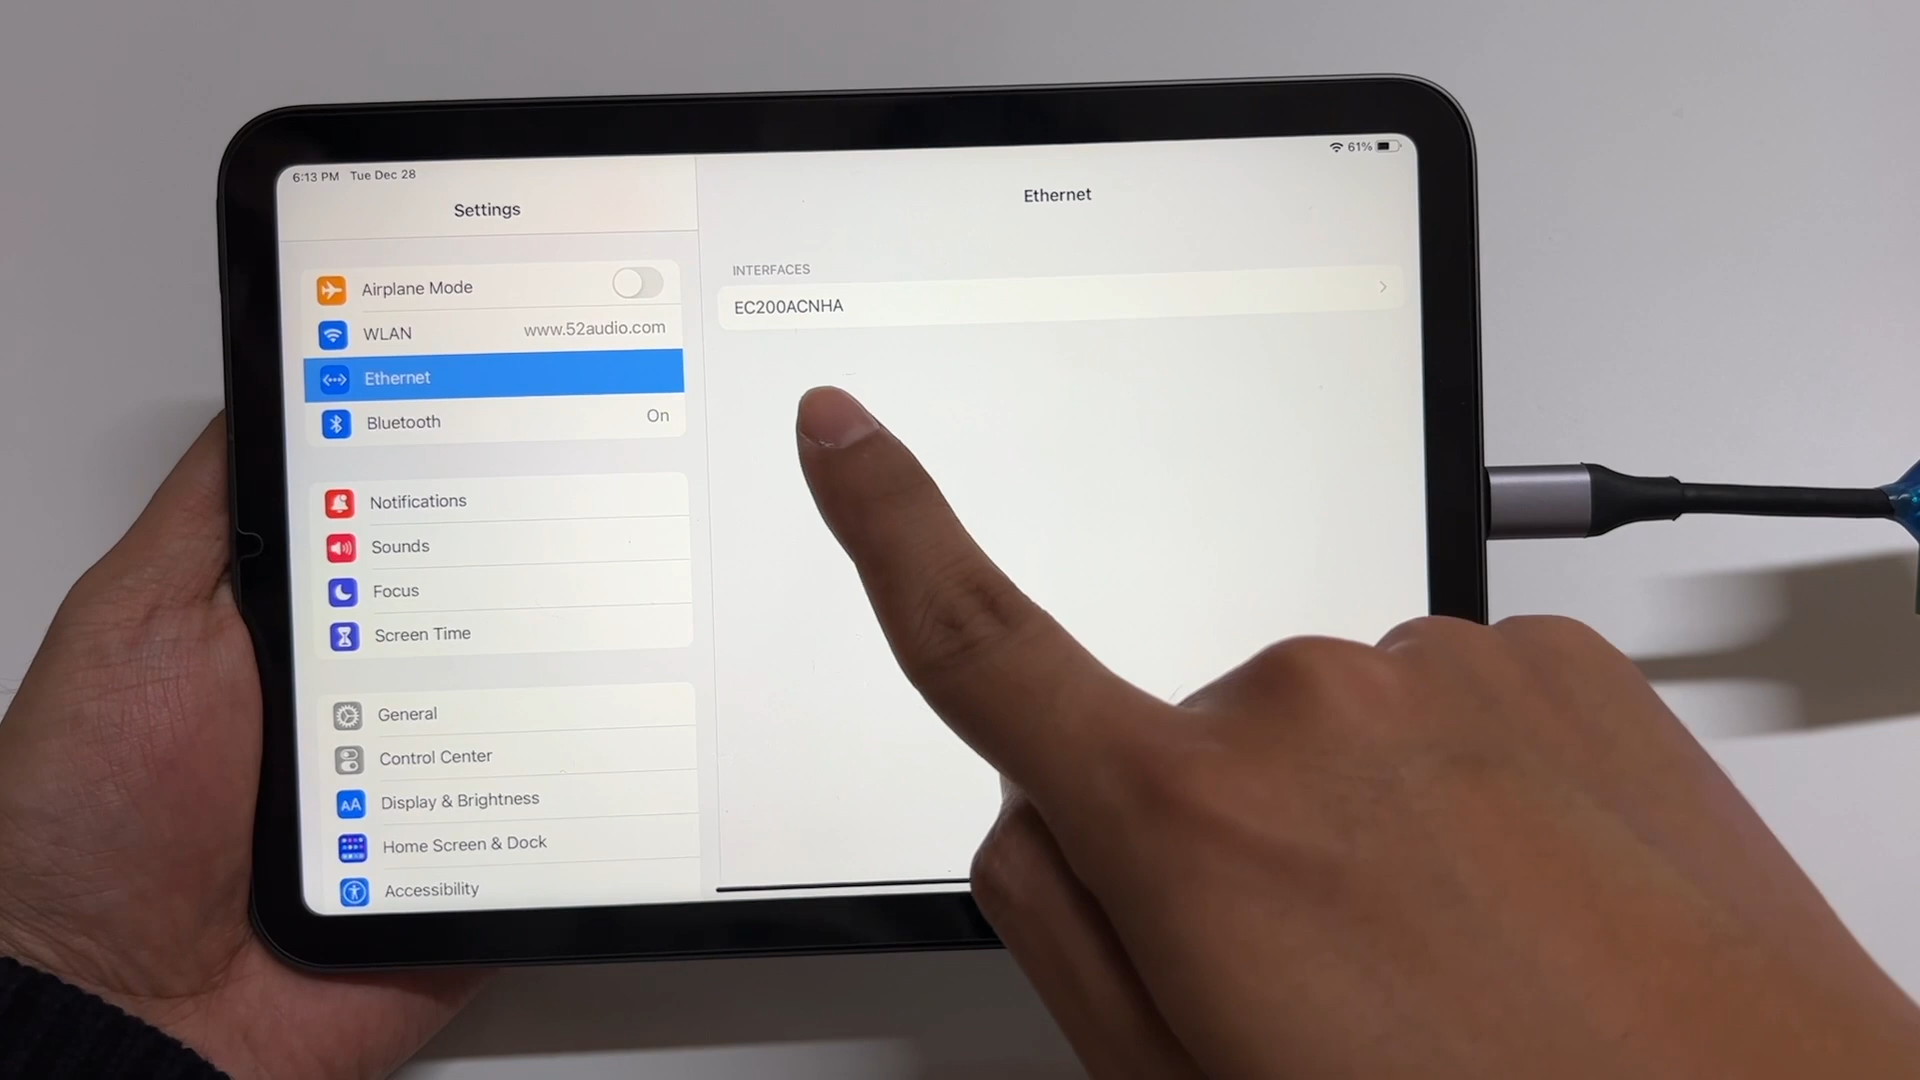 6:13 PM Tue Dec 28
61%
Settings
Airplane Mode
WLAN www.52audio.com
Ethernet
Bluetooth On
Notifications
Sounds
Focus
Screen Time
General
Control Center
AA Display & Brightness
Home Screen & Dock
Accessibility
Ethernet
INTERFACES
EC200ACNHA